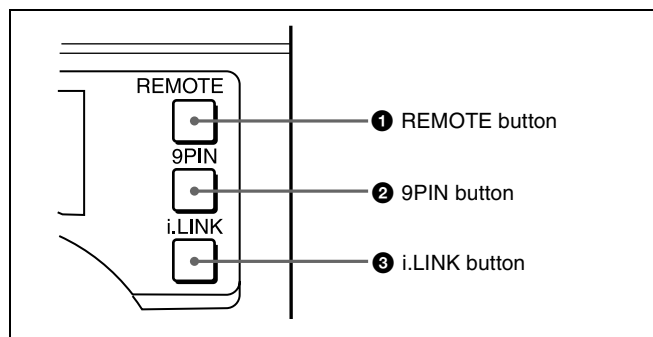 REMOTE
❶ REMOTE button
9PIN
❷ 9PIN button
i.LINK
❸ i.LINK button